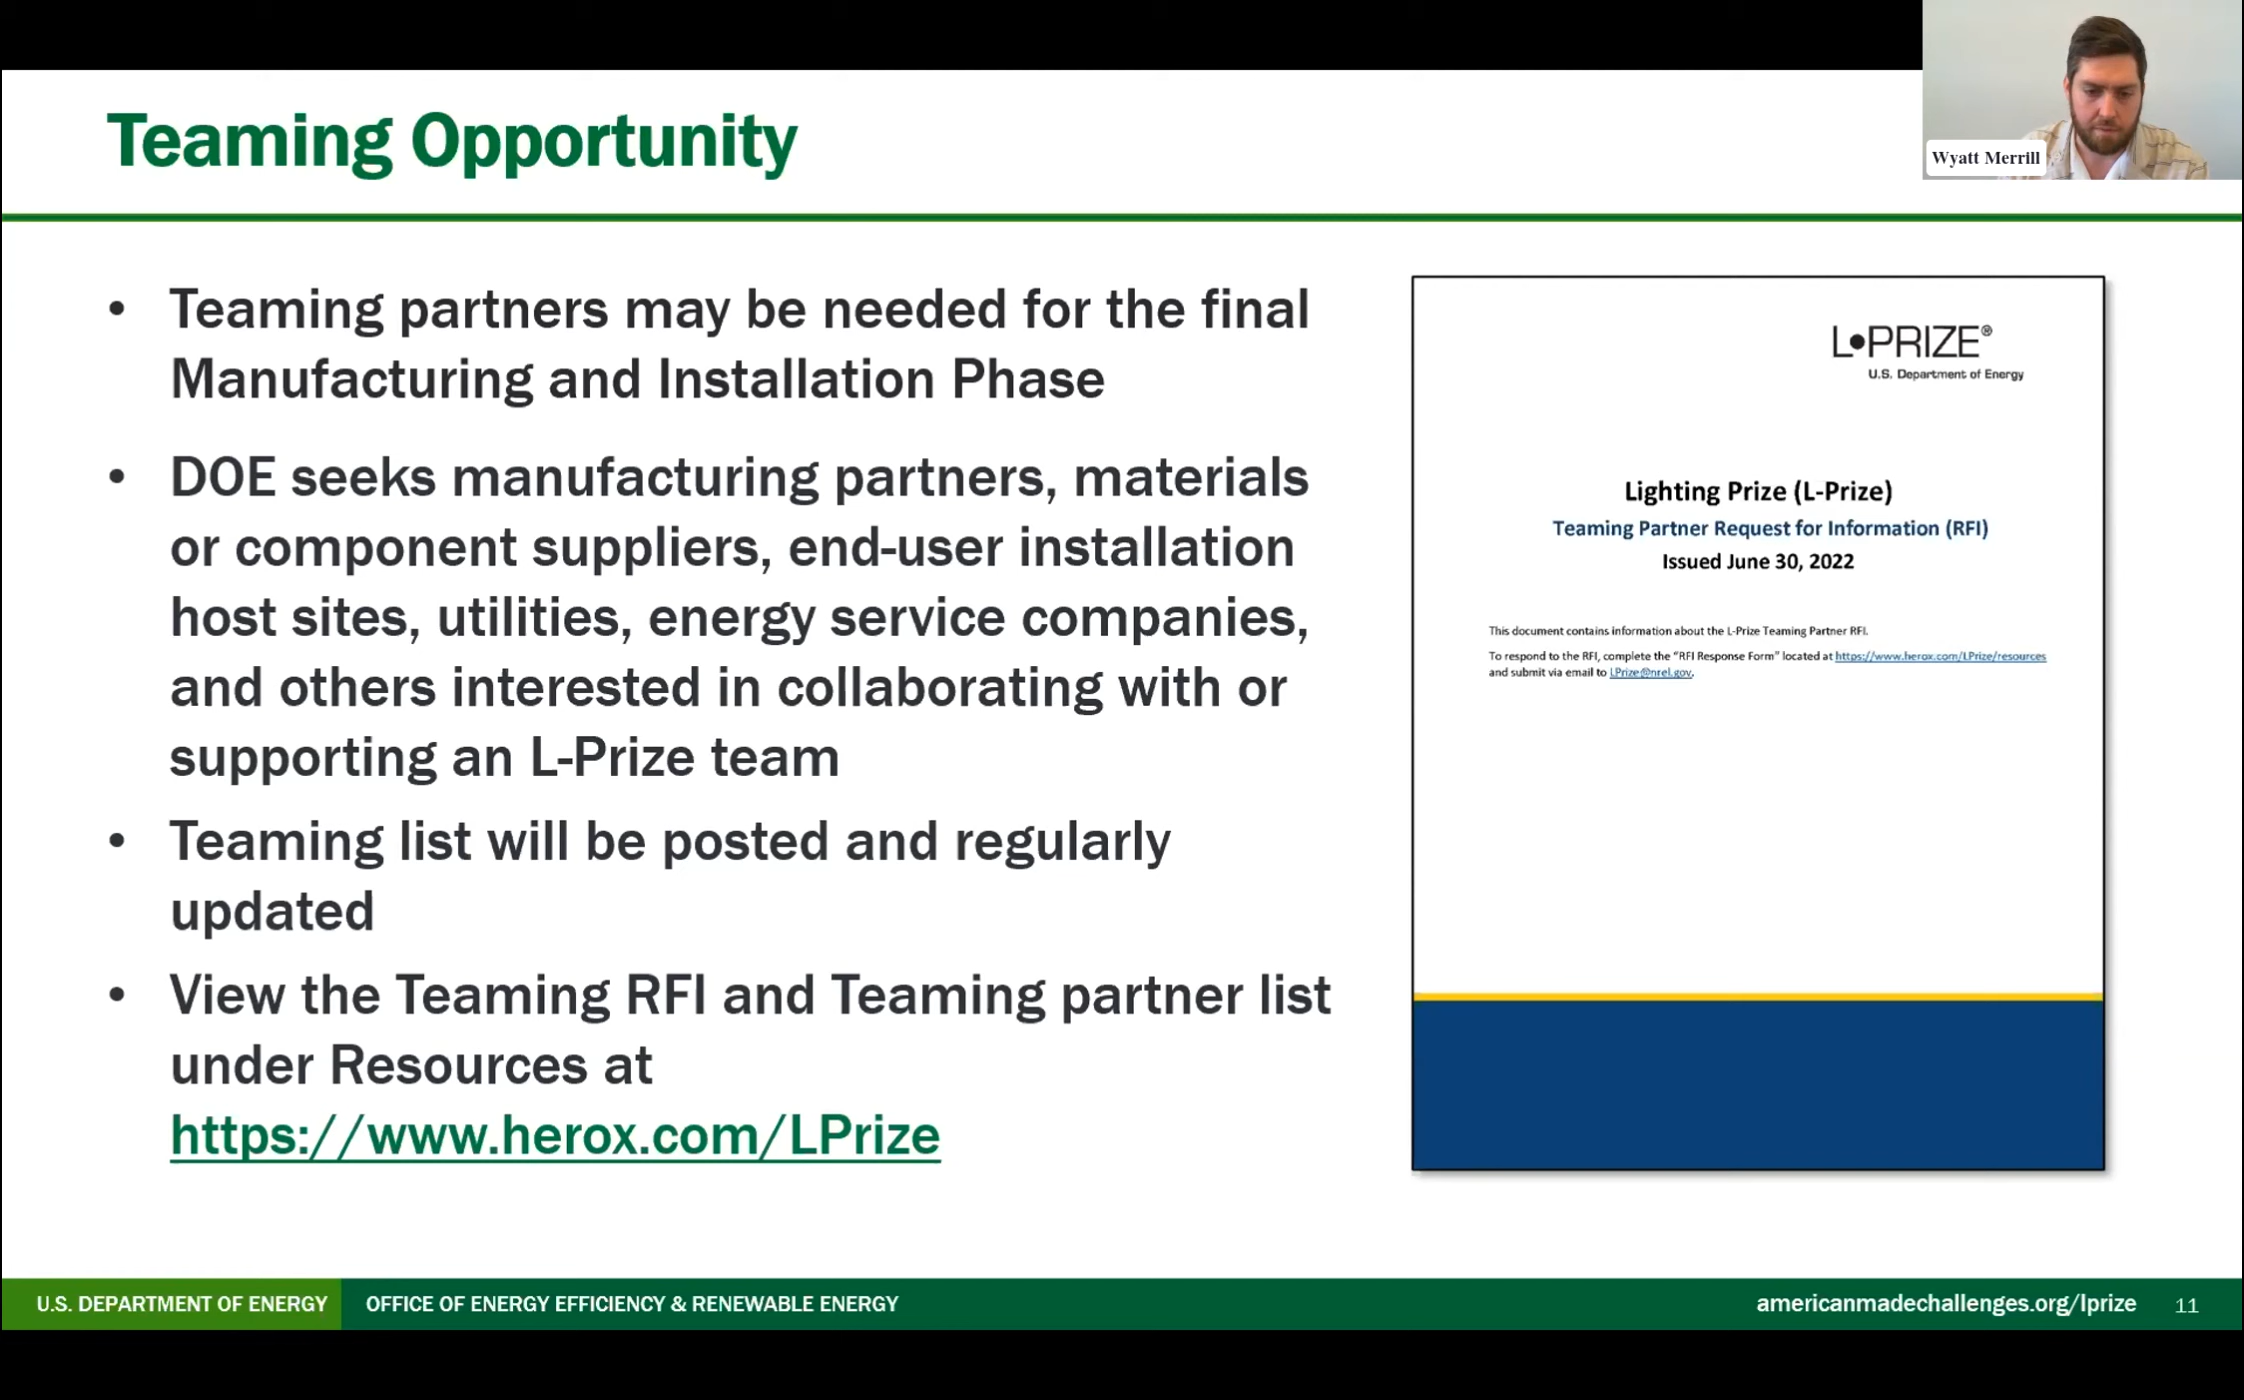 Wyatt Merrill
Teaming Opportunity
• Teaming partners may be needed for the final
Manufacturing and Installation Phase
• DOE seeks manufacturing partners, materials
or component suppliers, end-user installation
host sites, utilities, energy service companies,
and others interested in collaborating with or
supporting an L-Prize team
• Teaming list will be posted and regularly
updated
• View the Teaming RFI and Teaming partner list
under Resources at
https://www.herox.com/LPrize
L•PRIZE®
U.S. Department of Energy
Lighting Prize (L-Prize)
Teaming Partner Request for Information (RFI)
Issued June 30, 2022
This document contains information about the L-Prize Teaming Partner RFI.
To respond to the RFI, complete the “RFI Response Form” located at https://www.herox.com/LPrize/resources
and submit via email to LPrize@nrel.gov.
U.S. DEPARTMENT OF ENERGY OFFICE OF ENERGY EFFICIENCY & RENEWABLE ENERGY americanmadechallenges.org/lprize 11